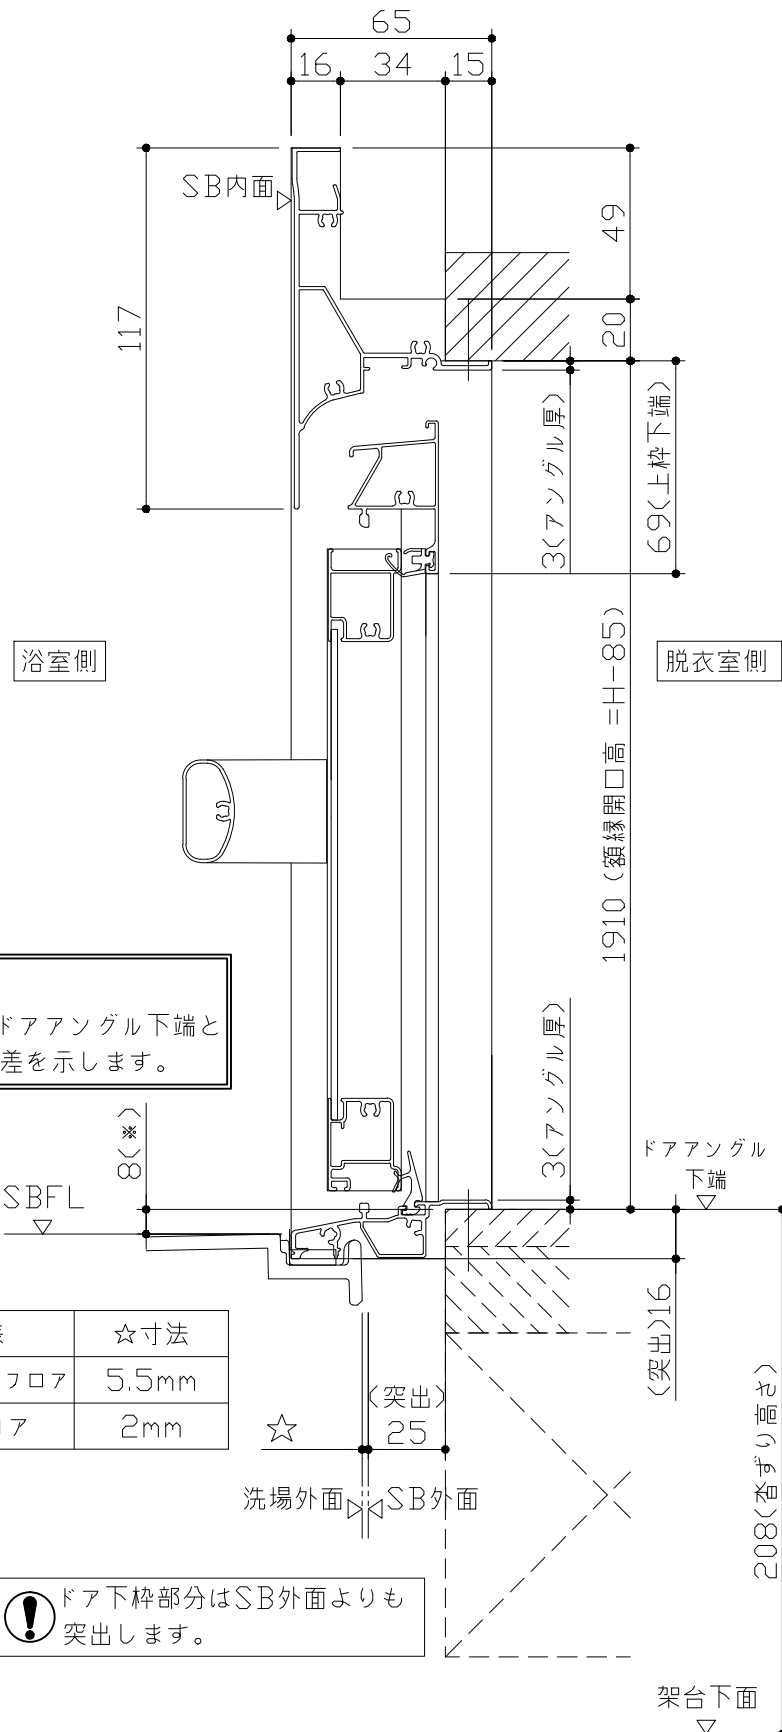 65
16
34
15
SB内面
49
117
20
3(アングル厚)
69(上枠下端)
浴室側
脱衣室側
1910 (額縁開口高 =H-85)
ドアアングル下端と
差を示します。
8(※)
3(アングル厚)
ドアアングル
下端
SBFL
(突出)16
☆寸法
フロア
5.5mm
ア
2mm
(突出)
☆
25
208(沓ずり高さ)
洗場外面
SB外面
ドア下枠部分はSB外面よりも
突出します。
架台下面